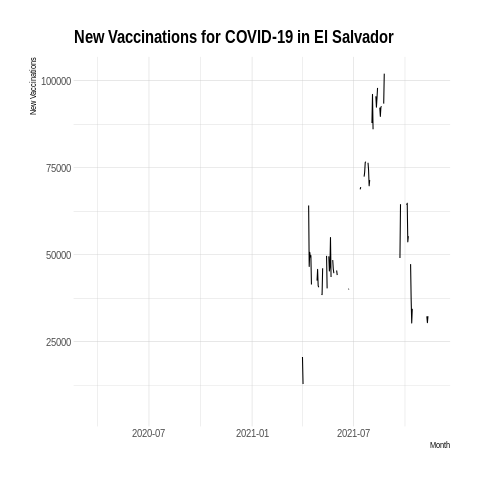 New Vaccinations for COVID-19 in El Salvador
New Vaccinations
100000
75000
50000
25000
2020-07 2021-01 2021-07
Month